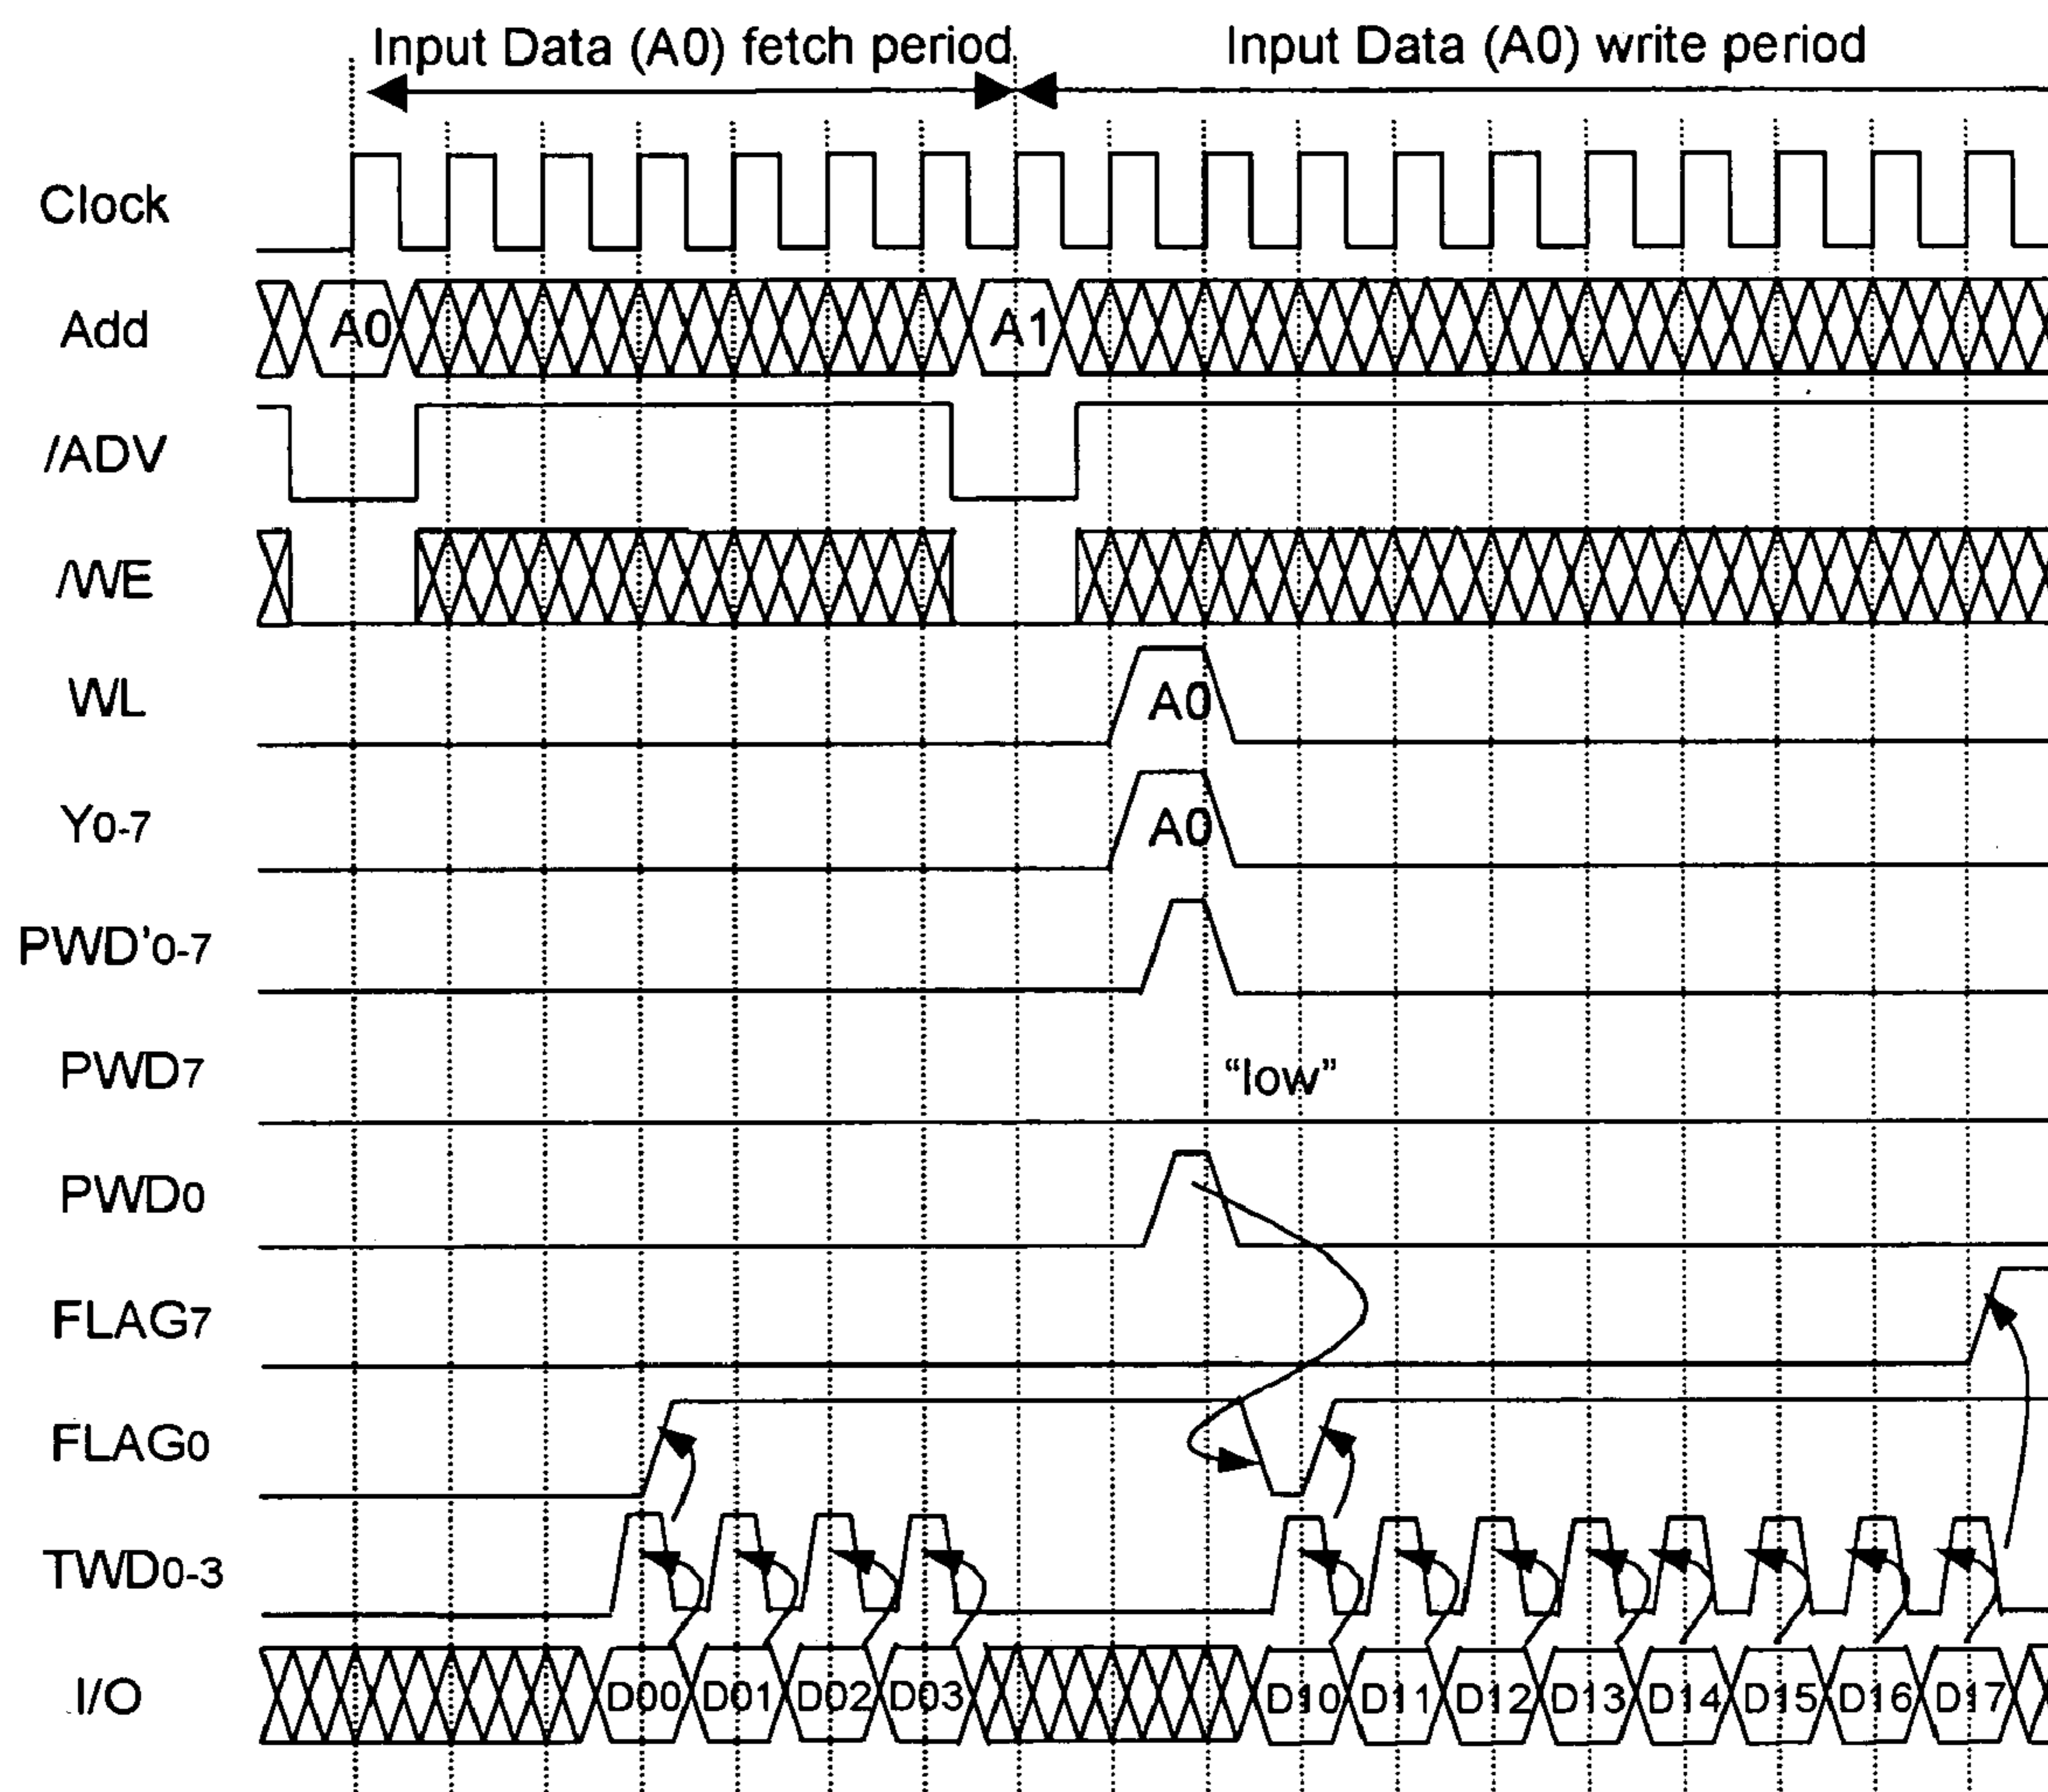 Input Data (A0) fetch period Input Data (A0) write period
Clock
Add A0 A1
/ADV
/WE
WL A0
Y0-7 A0
PWD'0-7
PWD7 “low”
PWD0
FLAG7
FLAG0
TWD0-3
I/O D00 D01 D02 D03 D10 D11 D12 D13 D14 D15 D16 D17